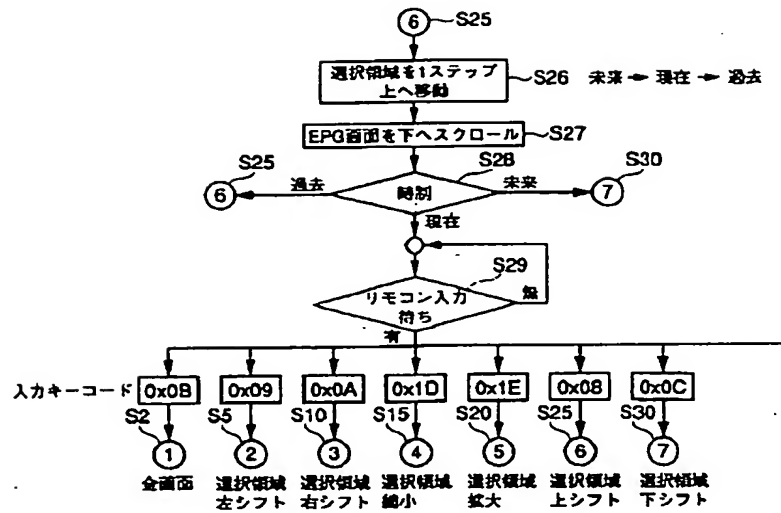 6 S25
選択領域を1ステップ
上へ移動
S26 未来→現在→過去
EPG画面を下へスクロール
S27
S28
S25
S30
6
過去
時刻
未来
7
現在
S29
リモコン入力
待ち
無
有
入力キーコード 0x0B 0x09 0x0A 0x1D 0x1E 0x08 0x0C
S2 S5 S10 S15 S20 S25 S30
1 2 3 4 5 6 7
全画面 選択領域 選択領域 選択領域 選択領域 選択領域 選択領域
左シフト 右シフト 縮小 拡大 上シフト 下シフト